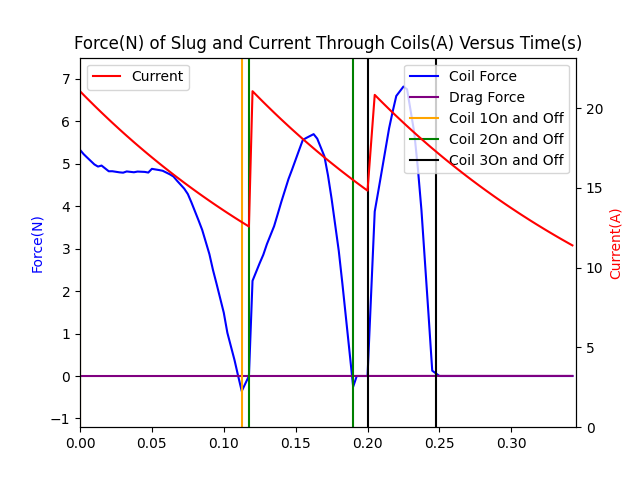 Force(N) of Slug and Current Through Coils(A) Versus Time(s)
Current
Coil Force
Drag Force
Coil 1On and Off
Coil 2On and Off
Coil 3On and Off
Force(N)
7
6
5
4
3
2
1
0
−1
0.00 0.05 0.10 0.15 0.20 0.25 0.30
20
15
10
5
0
Current(A)